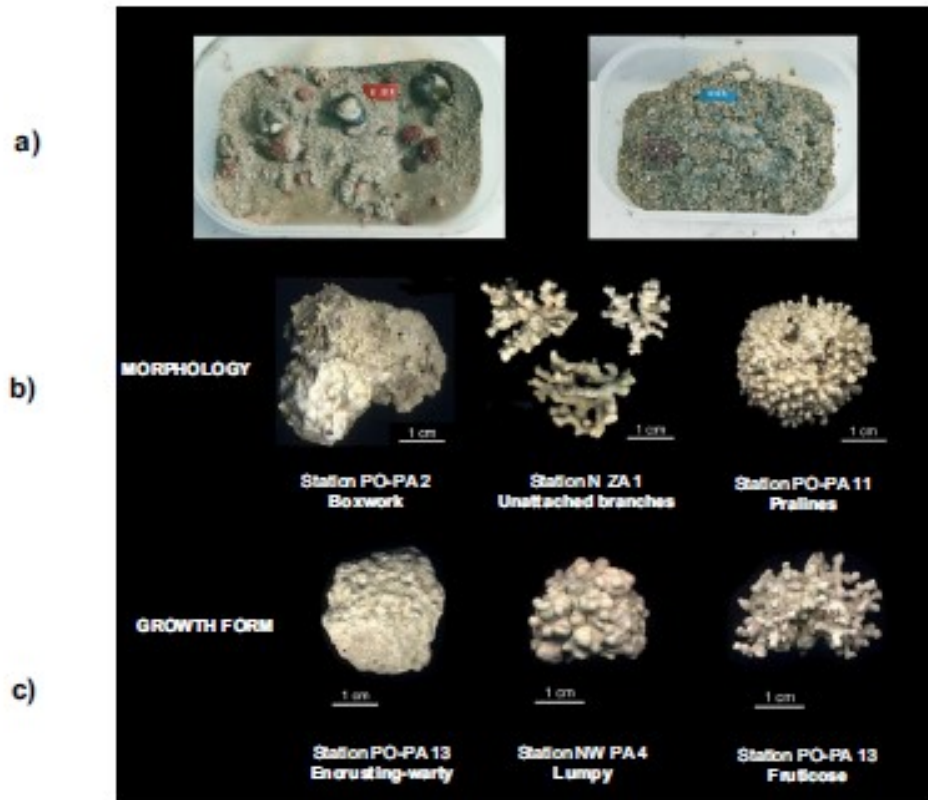 a)
b)
MORPHOLOGY
1 cm
1 cm
1 cm
Station PO-PA 2
Boxwork
Station N ZA 1
Unattached branches
Station PO-PA 11
Pralines
GROWTH FORM
c)
1 cm
1 cm
1 cm
Station PO-PA 13
Encrusting-warty
Station NW PA 4
Lumpy
Station PO-PA 13
Fruticose